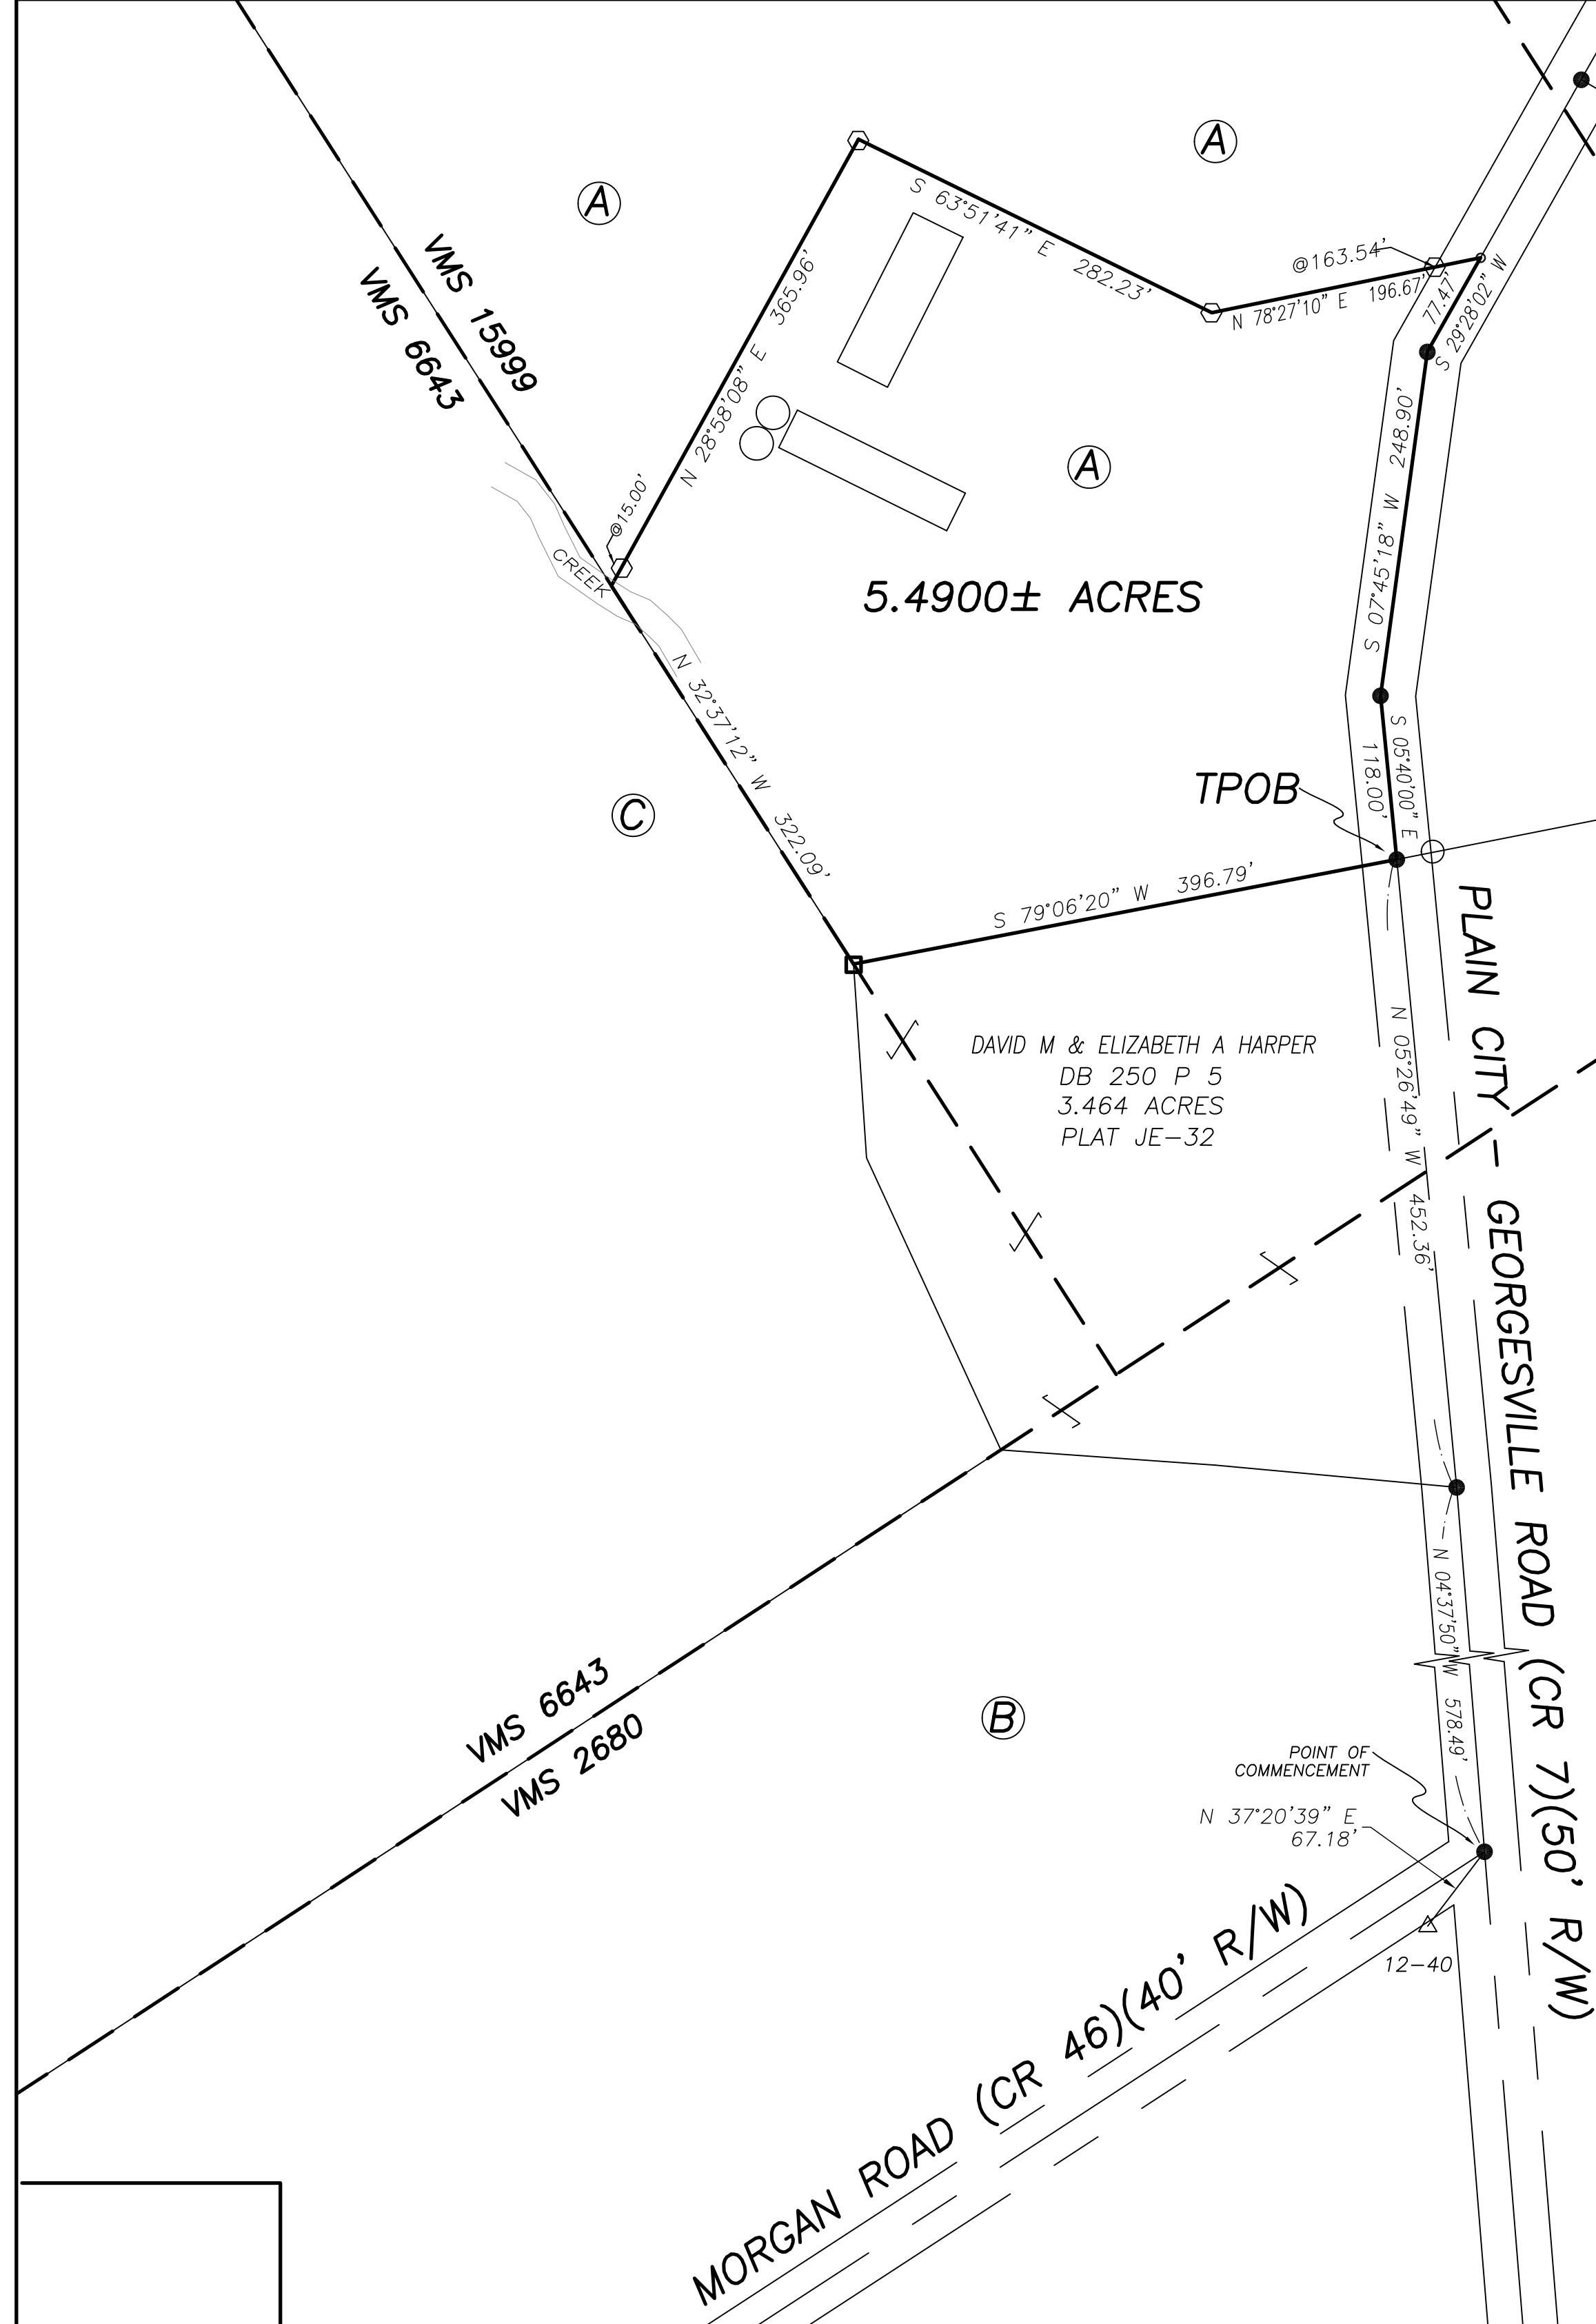 A
A
VMS 15999
VMS 6643
S 63°51'41" E 282.23'
@163.54'
N 78°27'10" E 196.67'
77.47'
S 29°28'02" W
N 28°58'08" E 365.96'
@15.00'
CREEK
A
5.4900± ACRES
S 07°45'18" W 248.90'
N 32°37'12" W 322.09'
S 05°40'00" E
118.00'
TPOB
C
S 79°06'20" W 396.79'
DAVID M & ELIZABETH A HARPER
DB 250 P 5
3.464 ACRES
PLAT JE-32
N 05°26'49" W 452.36'
PLAIN CITY - GEORGESVILLE ROAD (CR 7)(50' R/W)
N 04°37'50" W 578.49'
VMS 6643
VMS 2680
B
POINT OF
COMMENCEMENT
N 37°20'39" E
67.18'
12-40
MORGAN ROAD (CR 46)(40' R/W)